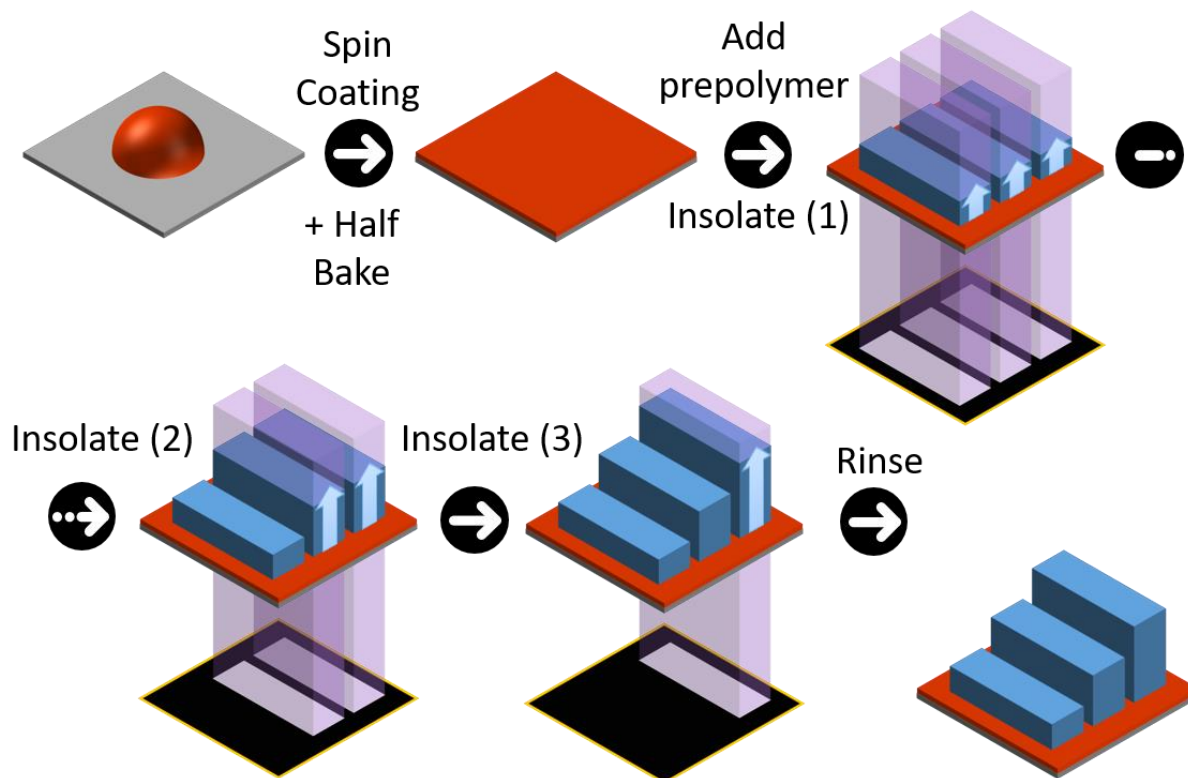 Spin
Coating
+ Half
Bake
Add
prepolymer
Insolate (1)
Insolate (2)
Insolate (3)
Rinse